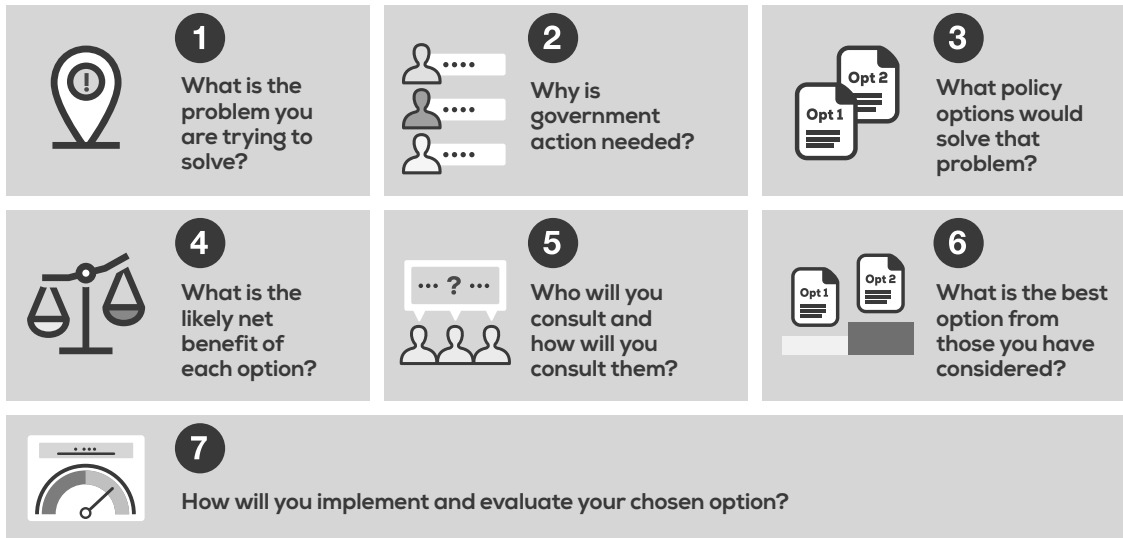 1
What is the
problem you
are trying to
solve?
2
Why is
government
action needed?
3
Opt 2
Opt 1
What policy
options would
solve that
problem?
4
What is the
likely net
benefit of
each option?
5
... ? ...
Who will you
consult and
how will you
consult them?
6
Opt 1
Opt 2
What is the best
option from
those you have
considered?
7
How will you implement and evaluate your chosen option?